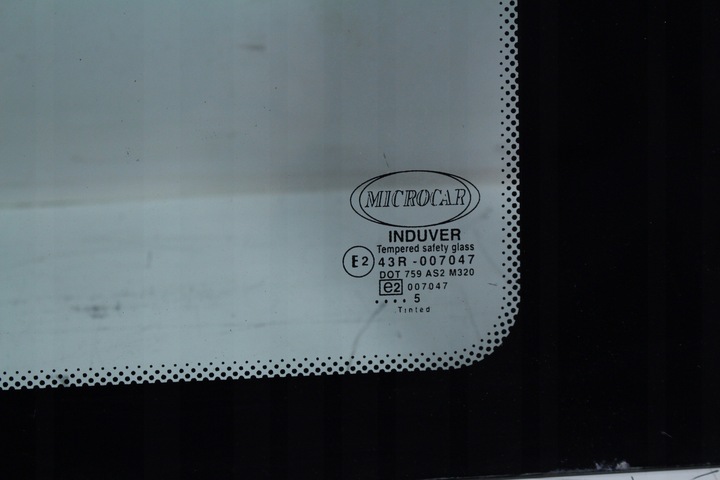 MICROCAR
INDUVER
Tempered safety glass
E2 43R -007047
DOT 759 AS2 M320
e2 007047
.... 5
Tinted